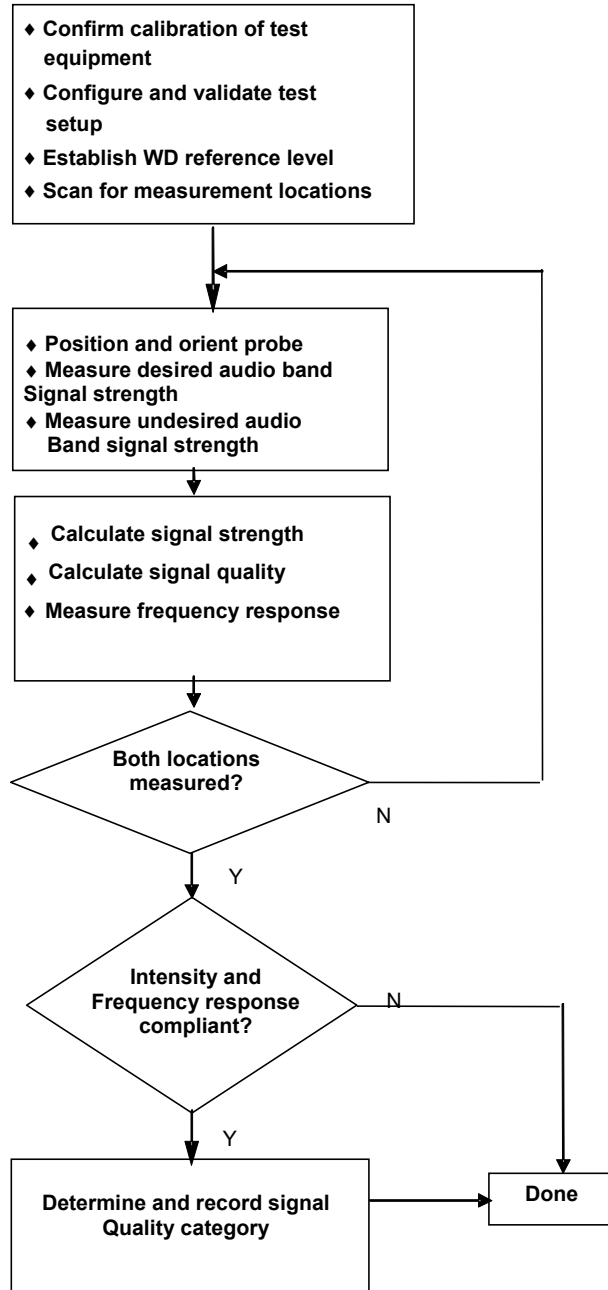 ♦ Confirm calibration of test
equipment
♦ Configure and validate test
setup
♦ Establish WD reference level
♦ Scan for measurement locations
♦ Position and orient probe
♦ Measure desired audio band
Signal strength
♦ Measure undesired audio
Band signal strength
♦ Calculate signal strength
♦ Calculate signal quality
♦ Measure frequency response
Both locations
measured?
N
Y
Intensity and
Frequency response
compliant?
N
Y
Determine and record signal
Quality category
Done